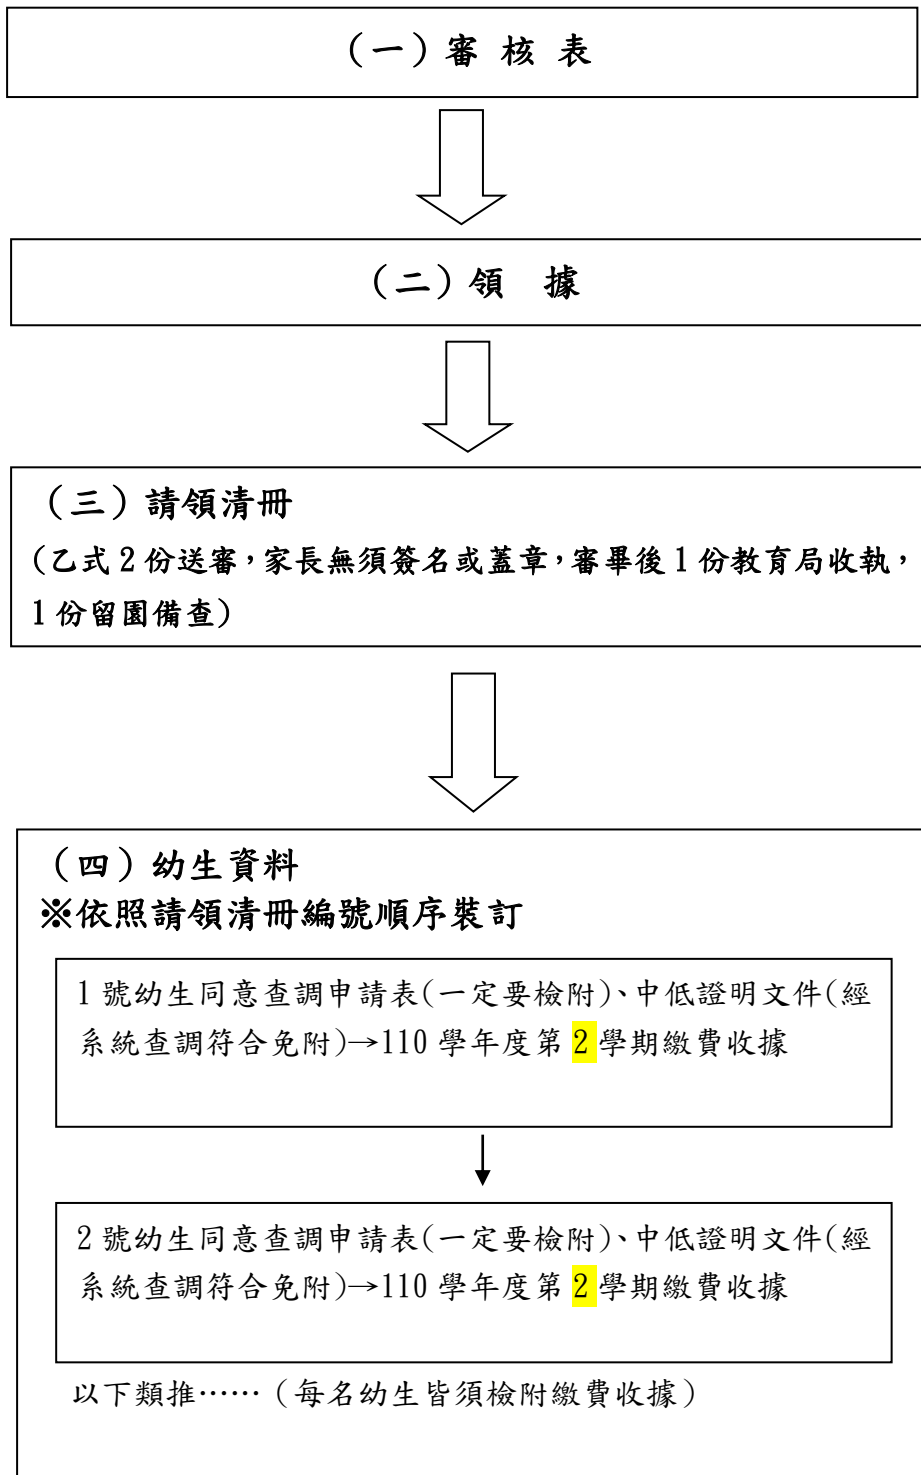 （一）審 核 表
（二）領　據
（三）請領清冊
(乙式 2 份送審，家長無須簽名或蓋章，審畢後 1 份教育局收執，
1 份留園備查)
（四）幼生資料
※依照請領清冊編號順序裝訂
1 號幼生同意查調申請表(一定要檢附)、中低證明文件(經
系統查調符合免附)→110 學年度第 2 學期繳費收據
2 號幼生同意查調申請表(一定要檢附)、中低證明文件(經
系統查調符合免附)→110 學年度第 2 學期繳費收據
以下類推……（每名幼生皆須檢附繳費收據）